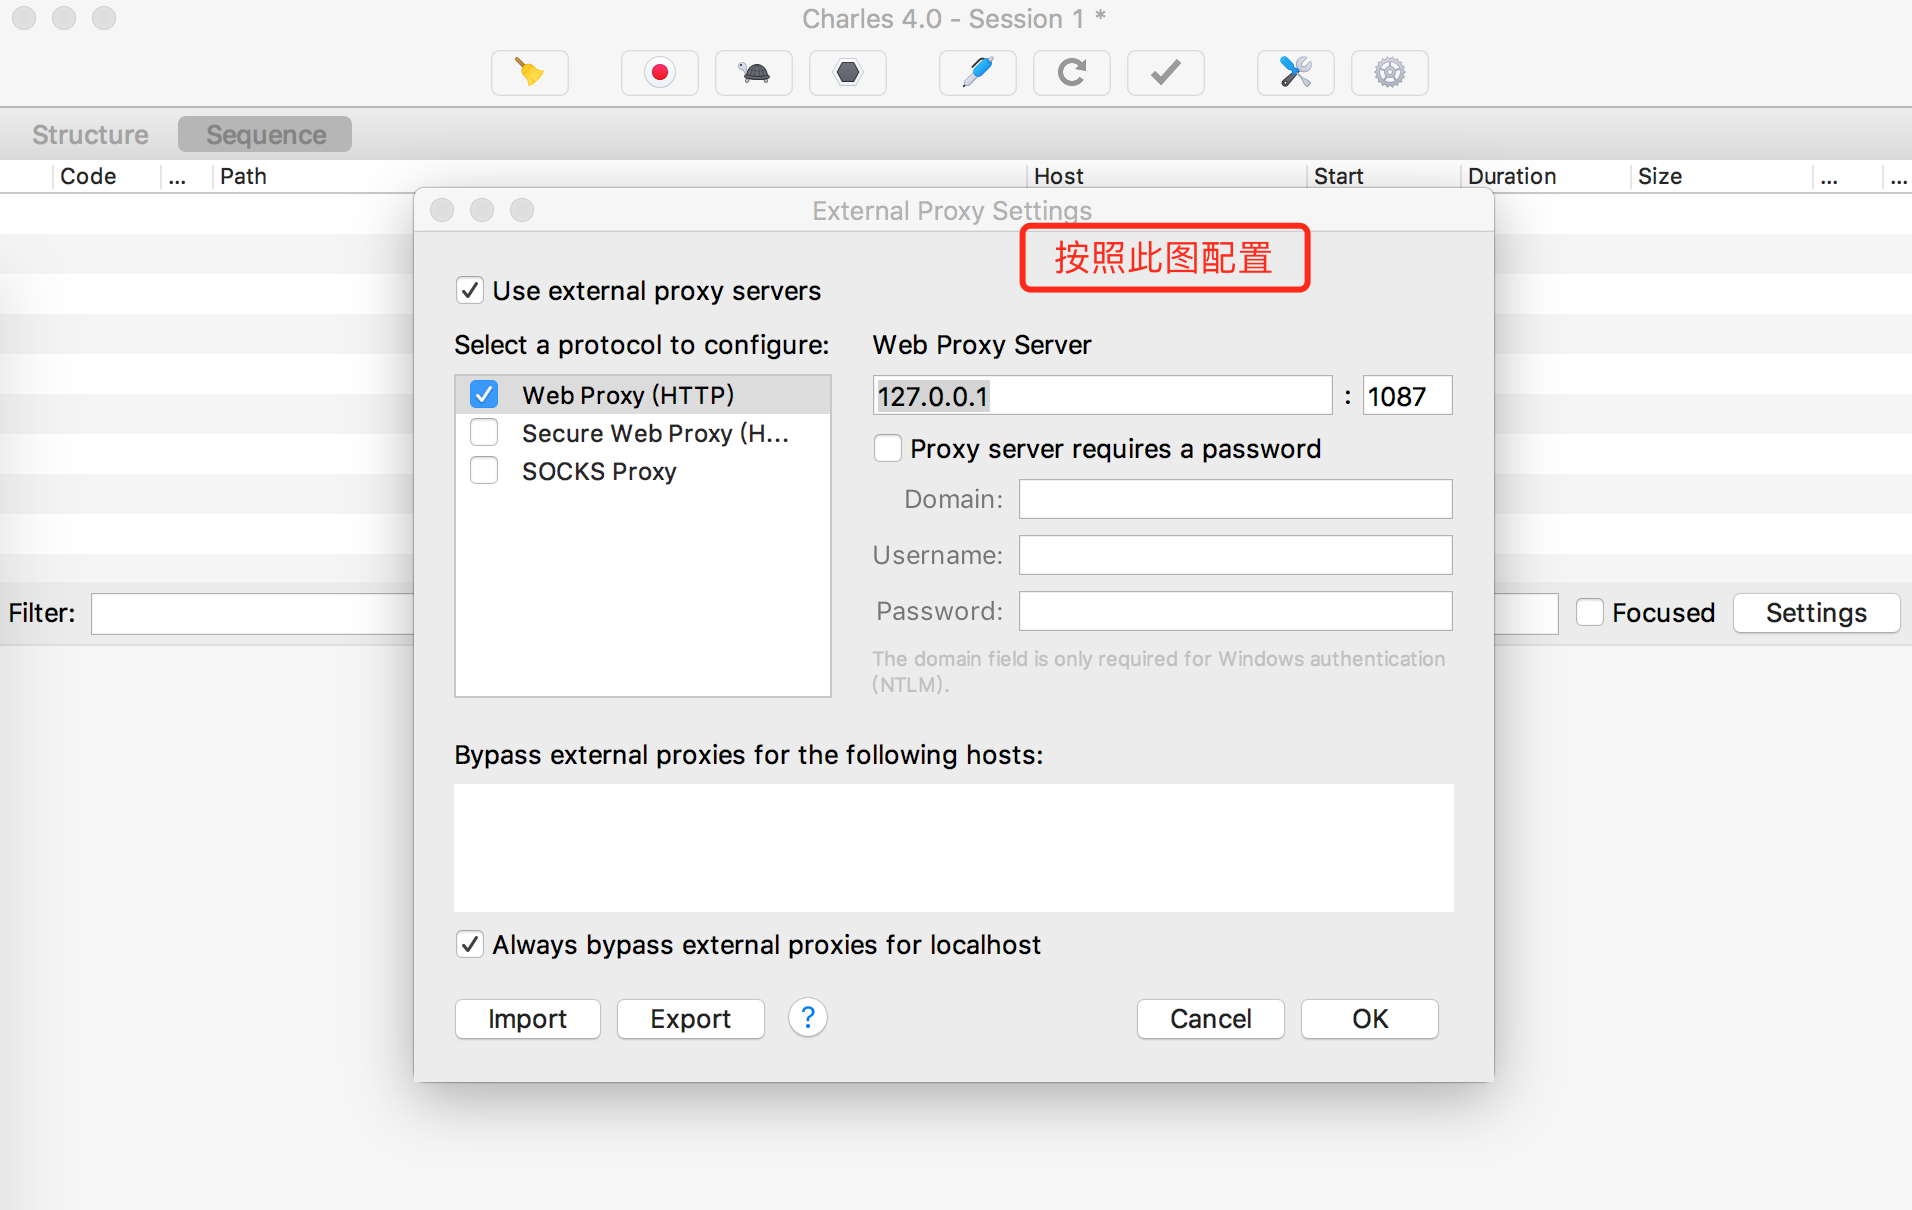 Charles 4.0 - Session 1 *
Structure
Sequence
Code
...
Path
Host
Start
Duration
Size
...
...
External Proxy Settings
按照此图配置
Use external proxy servers
Select a protocol to configure:
Web Proxy (HTTP)
Secure Web Proxy (H...
SOCKS Proxy
Web Proxy Server
127.0.0.1 : 1087
Proxy server requires a password
Domain:
Username:
Password:
The domain field is only required for Windows authentication
(NTLM).
Filter:
Focused
Settings
Bypass external proxies for the following hosts:
Always bypass external proxies for localhost
Import
Export
?
Cancel
OK